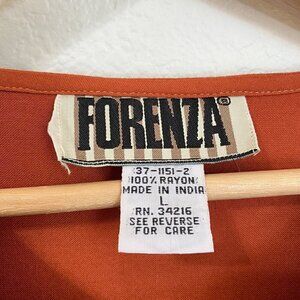 FORENZA®
37-1151-2
100% RAYON
MADE IN INDIA
L
RN. 34216
SEE REVERSE
FOR CARE